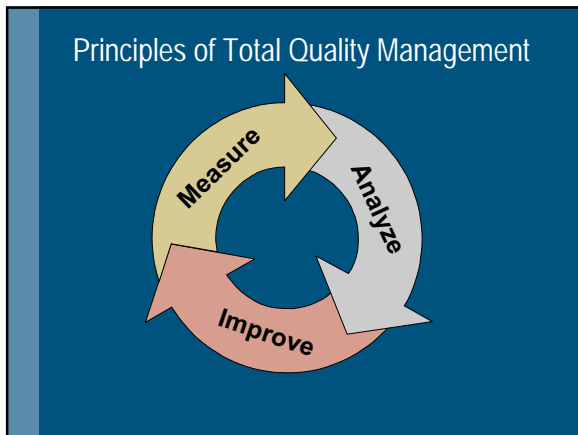 Principles of Total Quality Management
Measure
Analyze
Improve